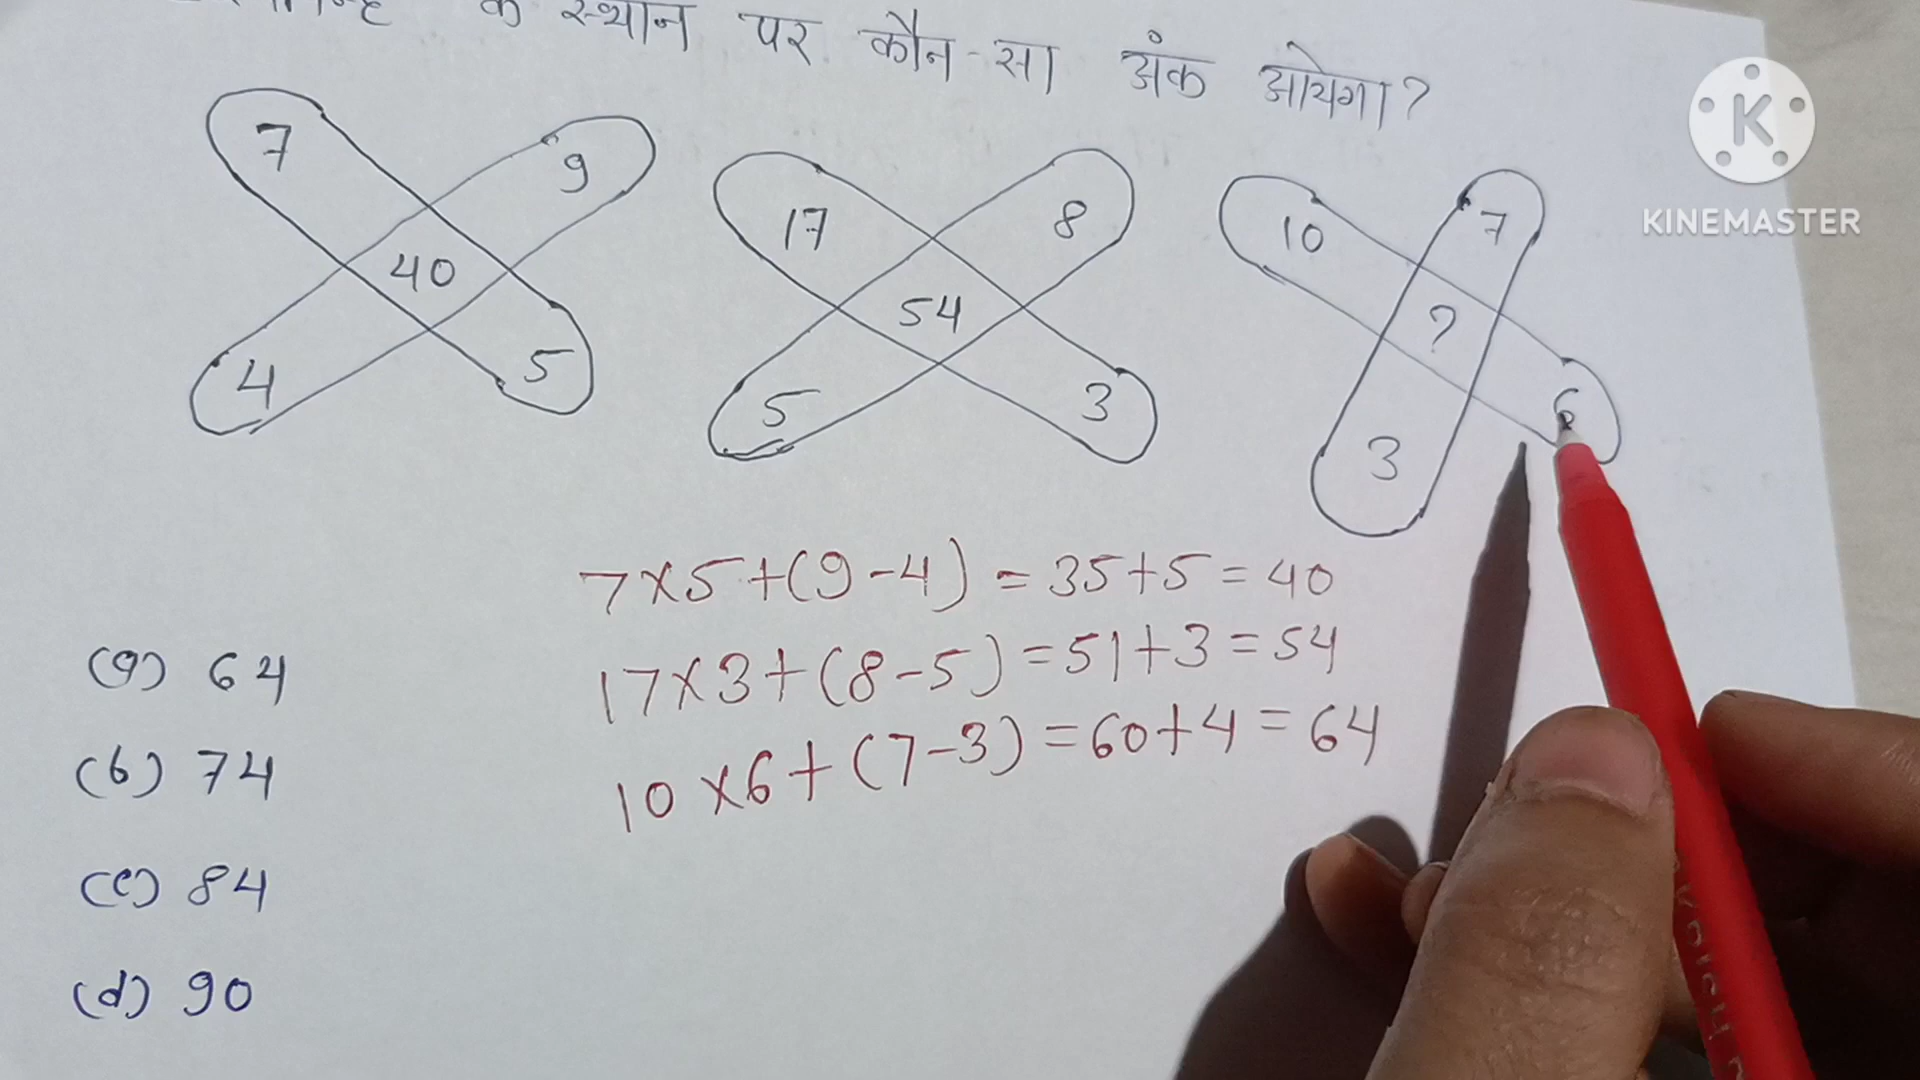 के स्थान पर कौन-सा अंक आयेगा?
7 9
40
4 5
17 8
54
5 3
10 7
?
3 6
7×5+(9-4) = 35+5 = 40
17×3+(8-5) = 51+3 = 54
10×6+(7-3) = 60+4 = 64
(a) 64
(b) 74
(c) 84
(d) 90
KINEMASTER